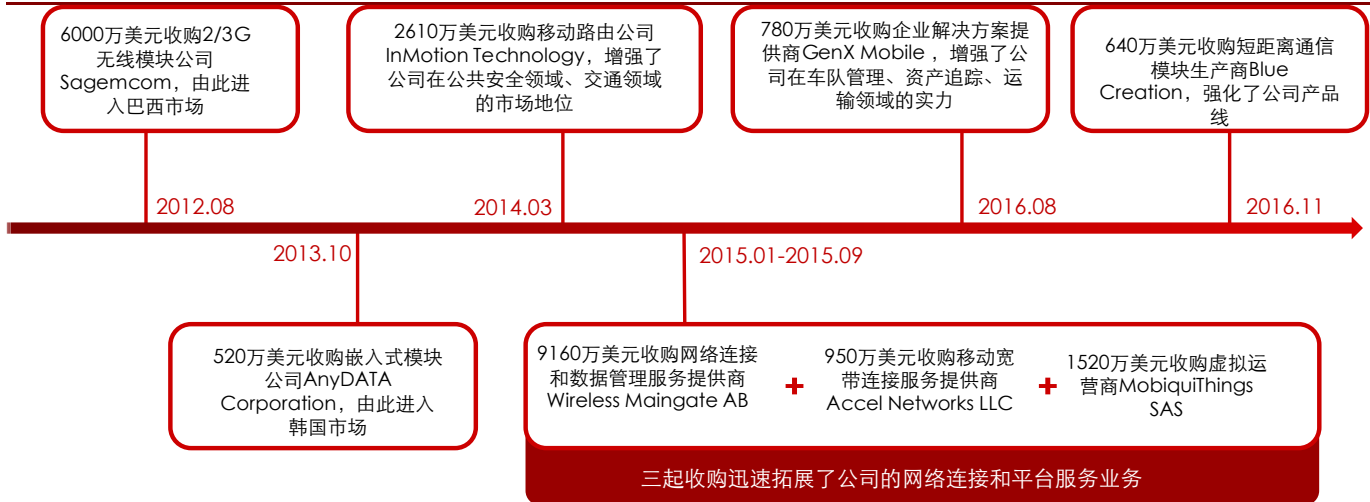 6000万美元收购2/3G
无线模块公司
Sagemcom，由此进
入巴西市场
2610万美元收购移动路由公司
InMotion Technology，增强了
公司在公共安全领域、交通领域
的市场地位
780万美元收购企业解决方案提
供商GenX Mobile ，增强了公
司在车队管理、资产追踪、运
输领域的实力
640万美元收购短距离通信
模块生产商Blue
Creation，强化了公司产品
线
2012.08
2014.03
2016.08
2016.11
2013.10
2015.01-2015.09
520万美元收购嵌入式模块
公司AnyDATA
Corporation，由此进入
韩国市场
9160万美元收购网络连接
和数据管理服务提供商
Wireless Maingate AB
+
950万美元收购移动宽
带连接服务提供商
Accel Networks LLC
+
1520万美元收购虚拟运
营商MobiquiThings
SAS
三起收购迅速拓展了公司的网络连接和平台服务业务